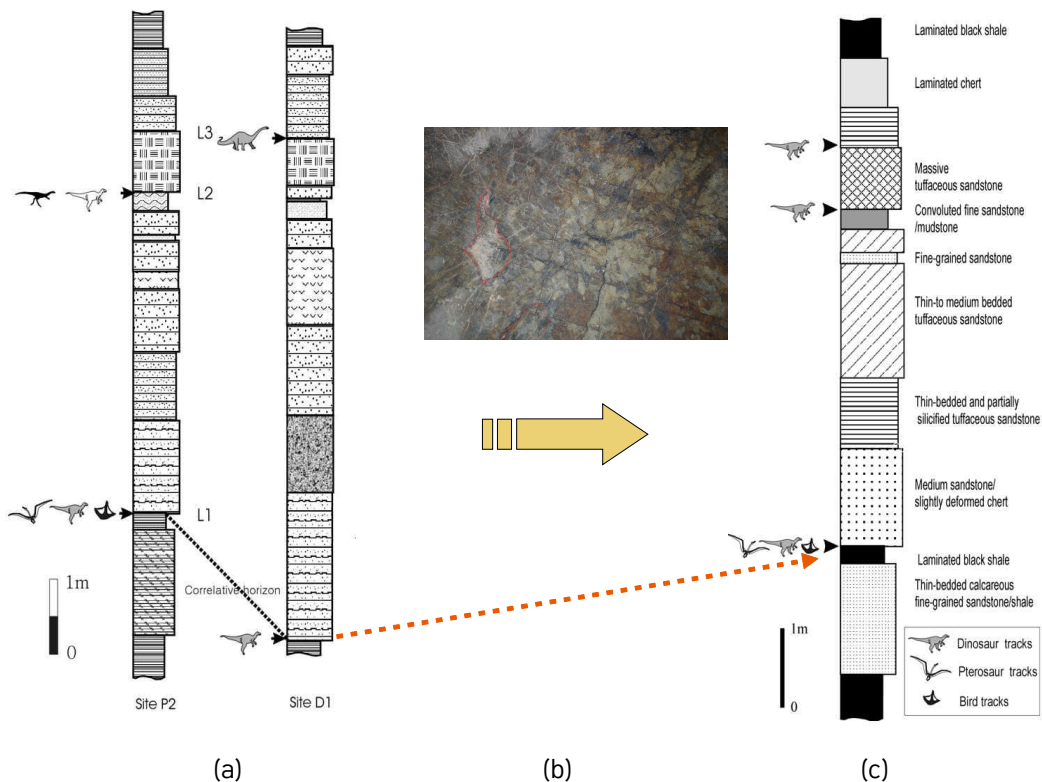 L3
L2
L1
1m
0
Correlative horizon
Site P2
Site D1
(a)
(b)
Laminated black shale
Laminated chert
Massive
tuffaceous sandstone
Convoluted fine sandstone
/mudstone
Fine-grained sandstone
Thin-to medium bedded
tuffaceous sandstone
Thin-bedded and partially
silicified tuffaceous sandstone
Medium sandstone/
slightly deformed chert
Laminated black shale
Thin-bedded calcareous
fine-grained sandstone/shale
1m
0
Dinosaur tracks
Pterosaur tracks
Bird tracks
(c)